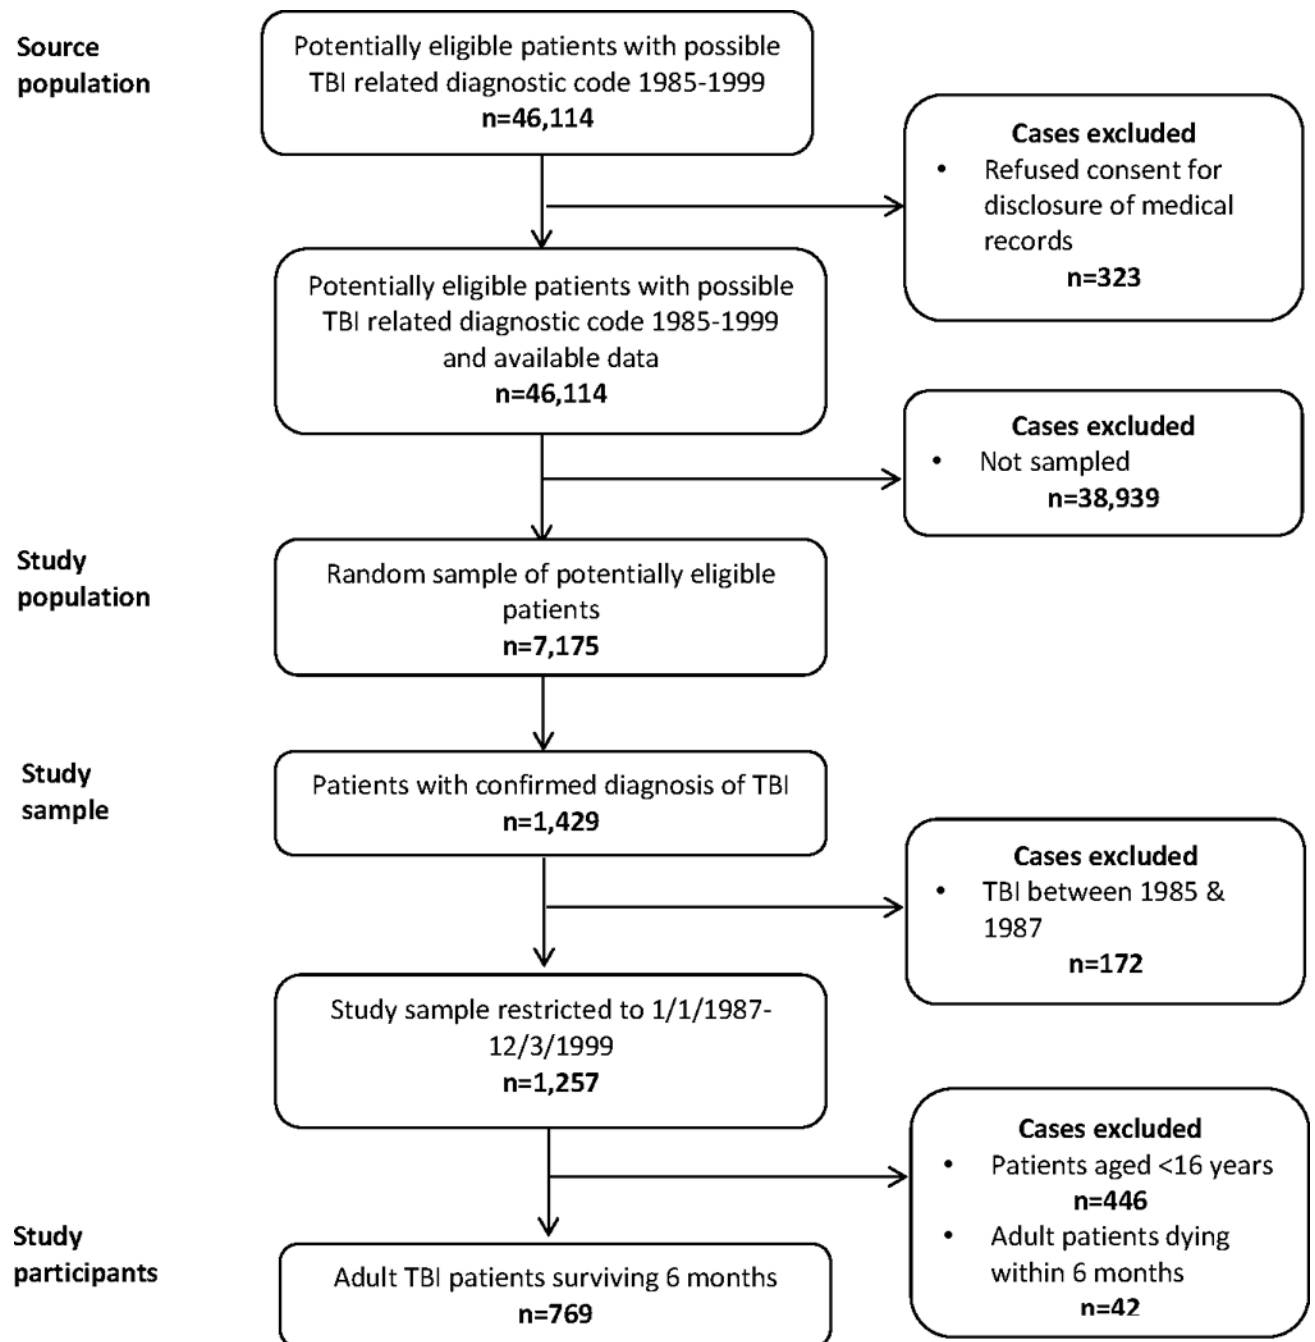 Source
population
Potentially eligible patients with possible
TBI related diagnostic code 1985-1999
n=46,114
Cases excluded
• Refused consent for
disclosure of medical
records
n=323
Potentially eligible patients with possible
TBI related diagnostic code 1985-1999
and available data
n=46,114
Cases excluded
• Not sampled
n=38,939
Study
population
Random sample of potentially eligible
patients
n=7,175
Study
sample
Patients with confirmed diagnosis of TBI
n=1,429
Cases excluded
• TBI between 1985 &
1987
n=172
Study sample restricted to 1/1/1987-
12/3/1999
n=1,257
Cases excluded
• Patients aged <16 years
n=446
• Adult patients dying
within 6 months
n=42
Study
participants
Adult TBI patients surviving 6 months
n=769